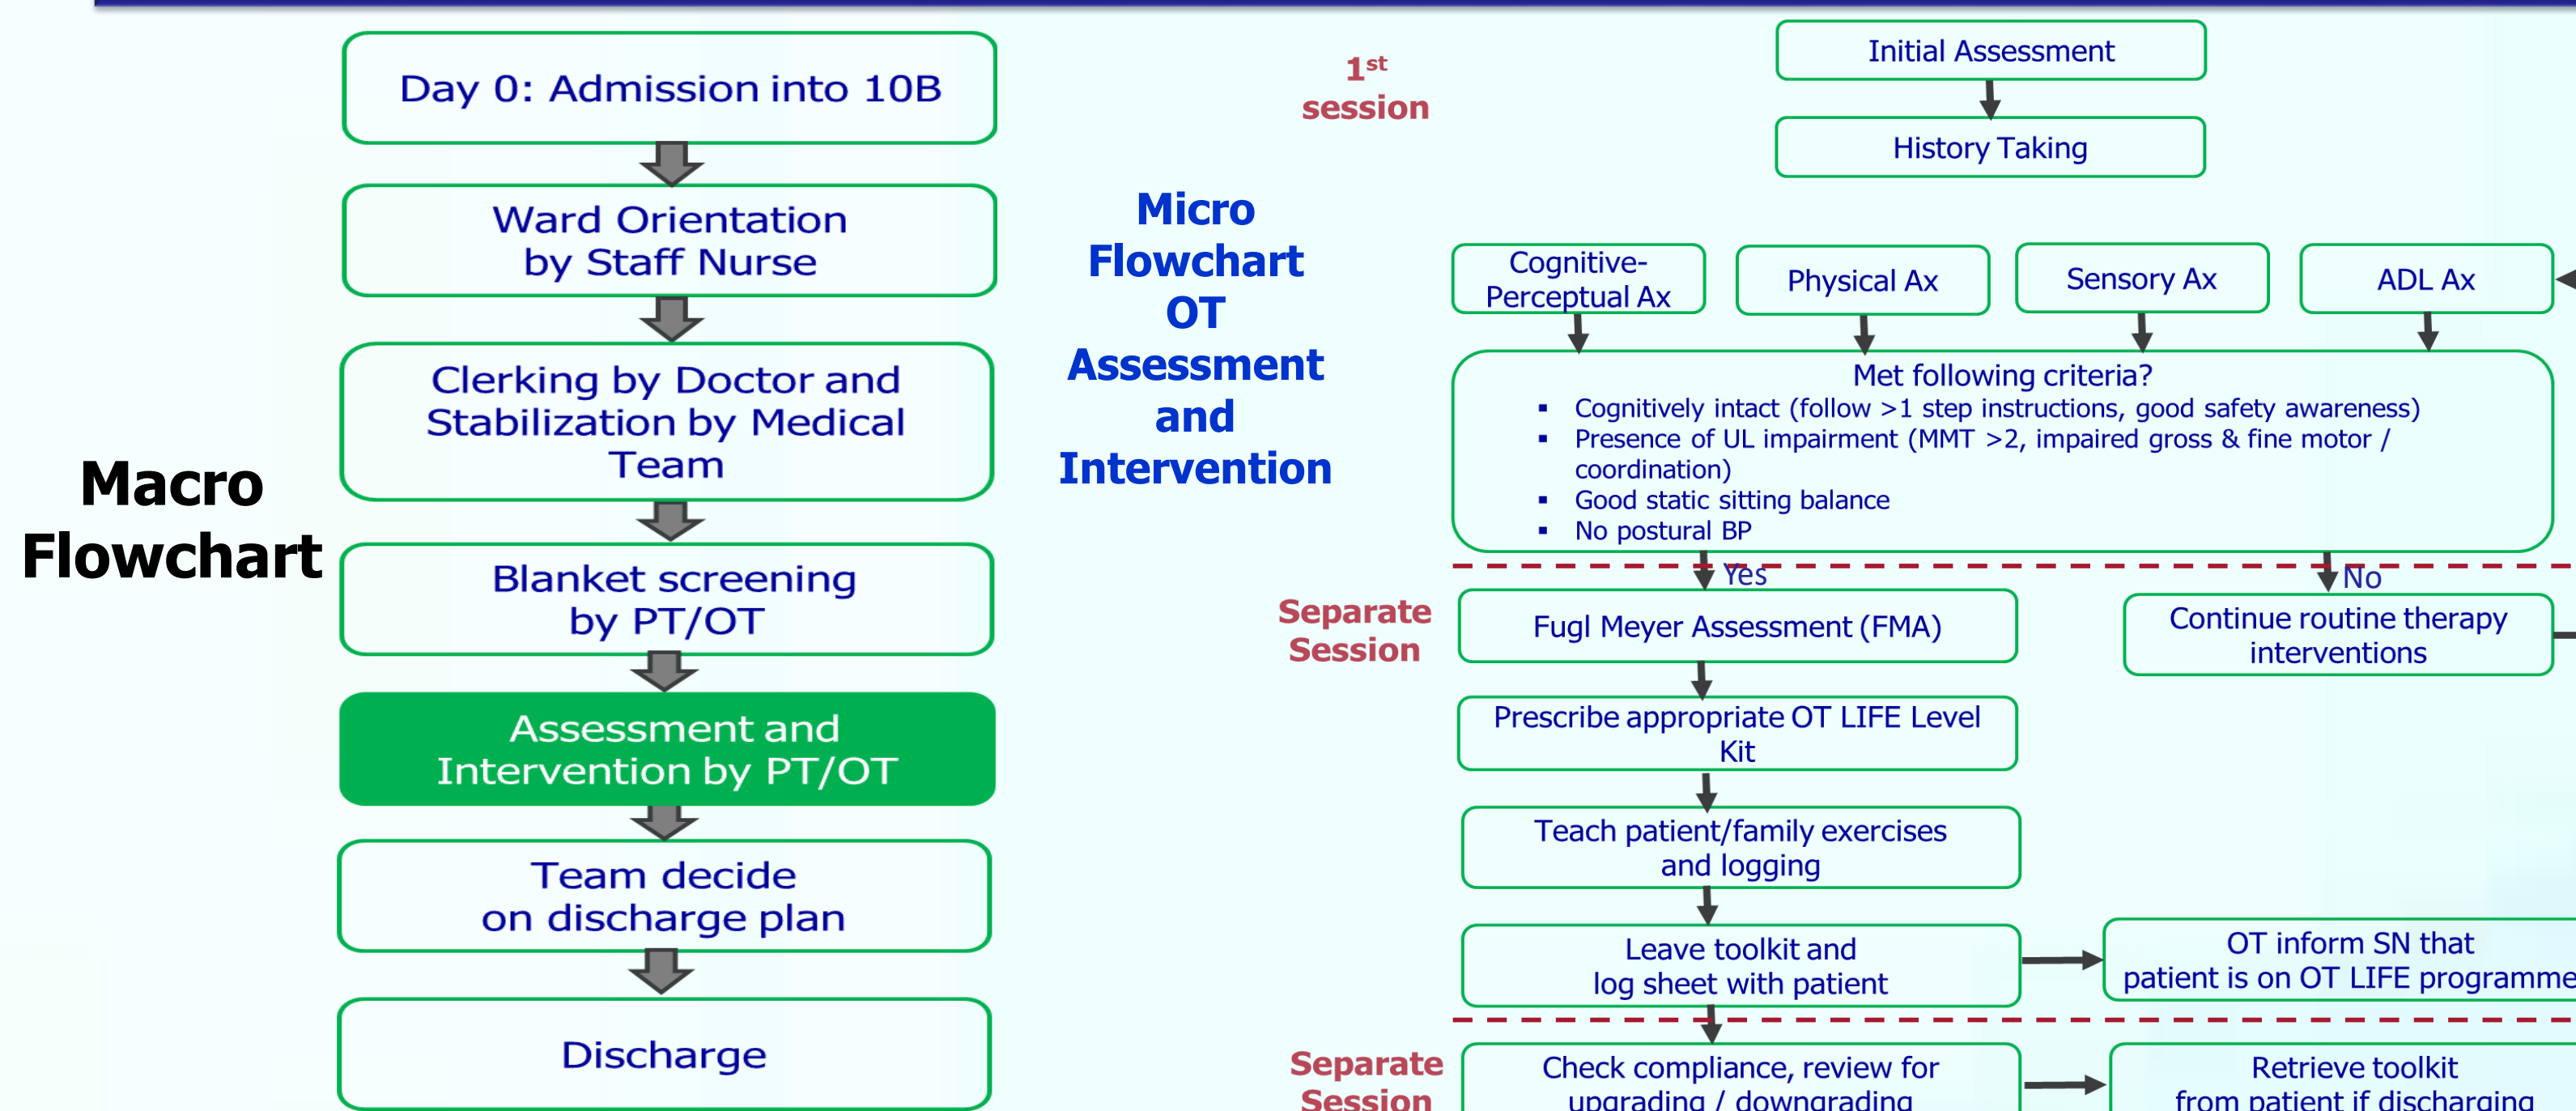 Macro
Flowchart
Day 0: Admission into 10B
Ward Orientation
by Staff Nurse
Clerking by Doctor and
Stabilization by Medical
Team
Blanket screening
by PT/OT
Assessment and
Intervention by PT/OT
Team decide
on discharge plan
Discharge
Micro
Flowchart
OT
Assessment
and
Intervention
1st
session
Initial Assessment
History Taking
Cognitive-
Perceptual Ax
Physical Ax
Sensory Ax
ADL Ax
Met following criteria?
▪ Cognitively intact (follow >1 step instructions, good safety awareness)
▪ Presence of UL impairment (MMT >2, impaired gross & fine motor /
coordination)
▪ Good static sitting balance
▪ No postural BP
Yes
No
Separate
Session
Fugl Meyer Assessment (FMA)
Continue routine therapy
interventions
Prescribe appropriate OT LIFE Level
Kit
Teach patient/family exercises
and logging
Leave toolkit and
log sheet with patient
OT inform SN that
patient is on OT LIFE programme
Separate
Session
Check compliance, review for
upgrading / downgrading
Retrieve toolkit
from patient if discharging